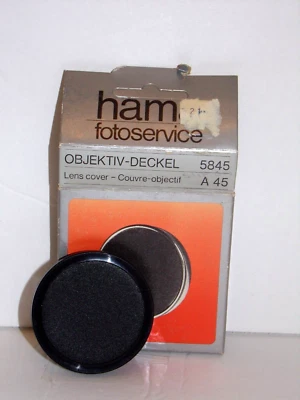 hama
fotoservice
OBJEKTIV-DECKEL 5845
Lens cover – Couvre-objectif A 45